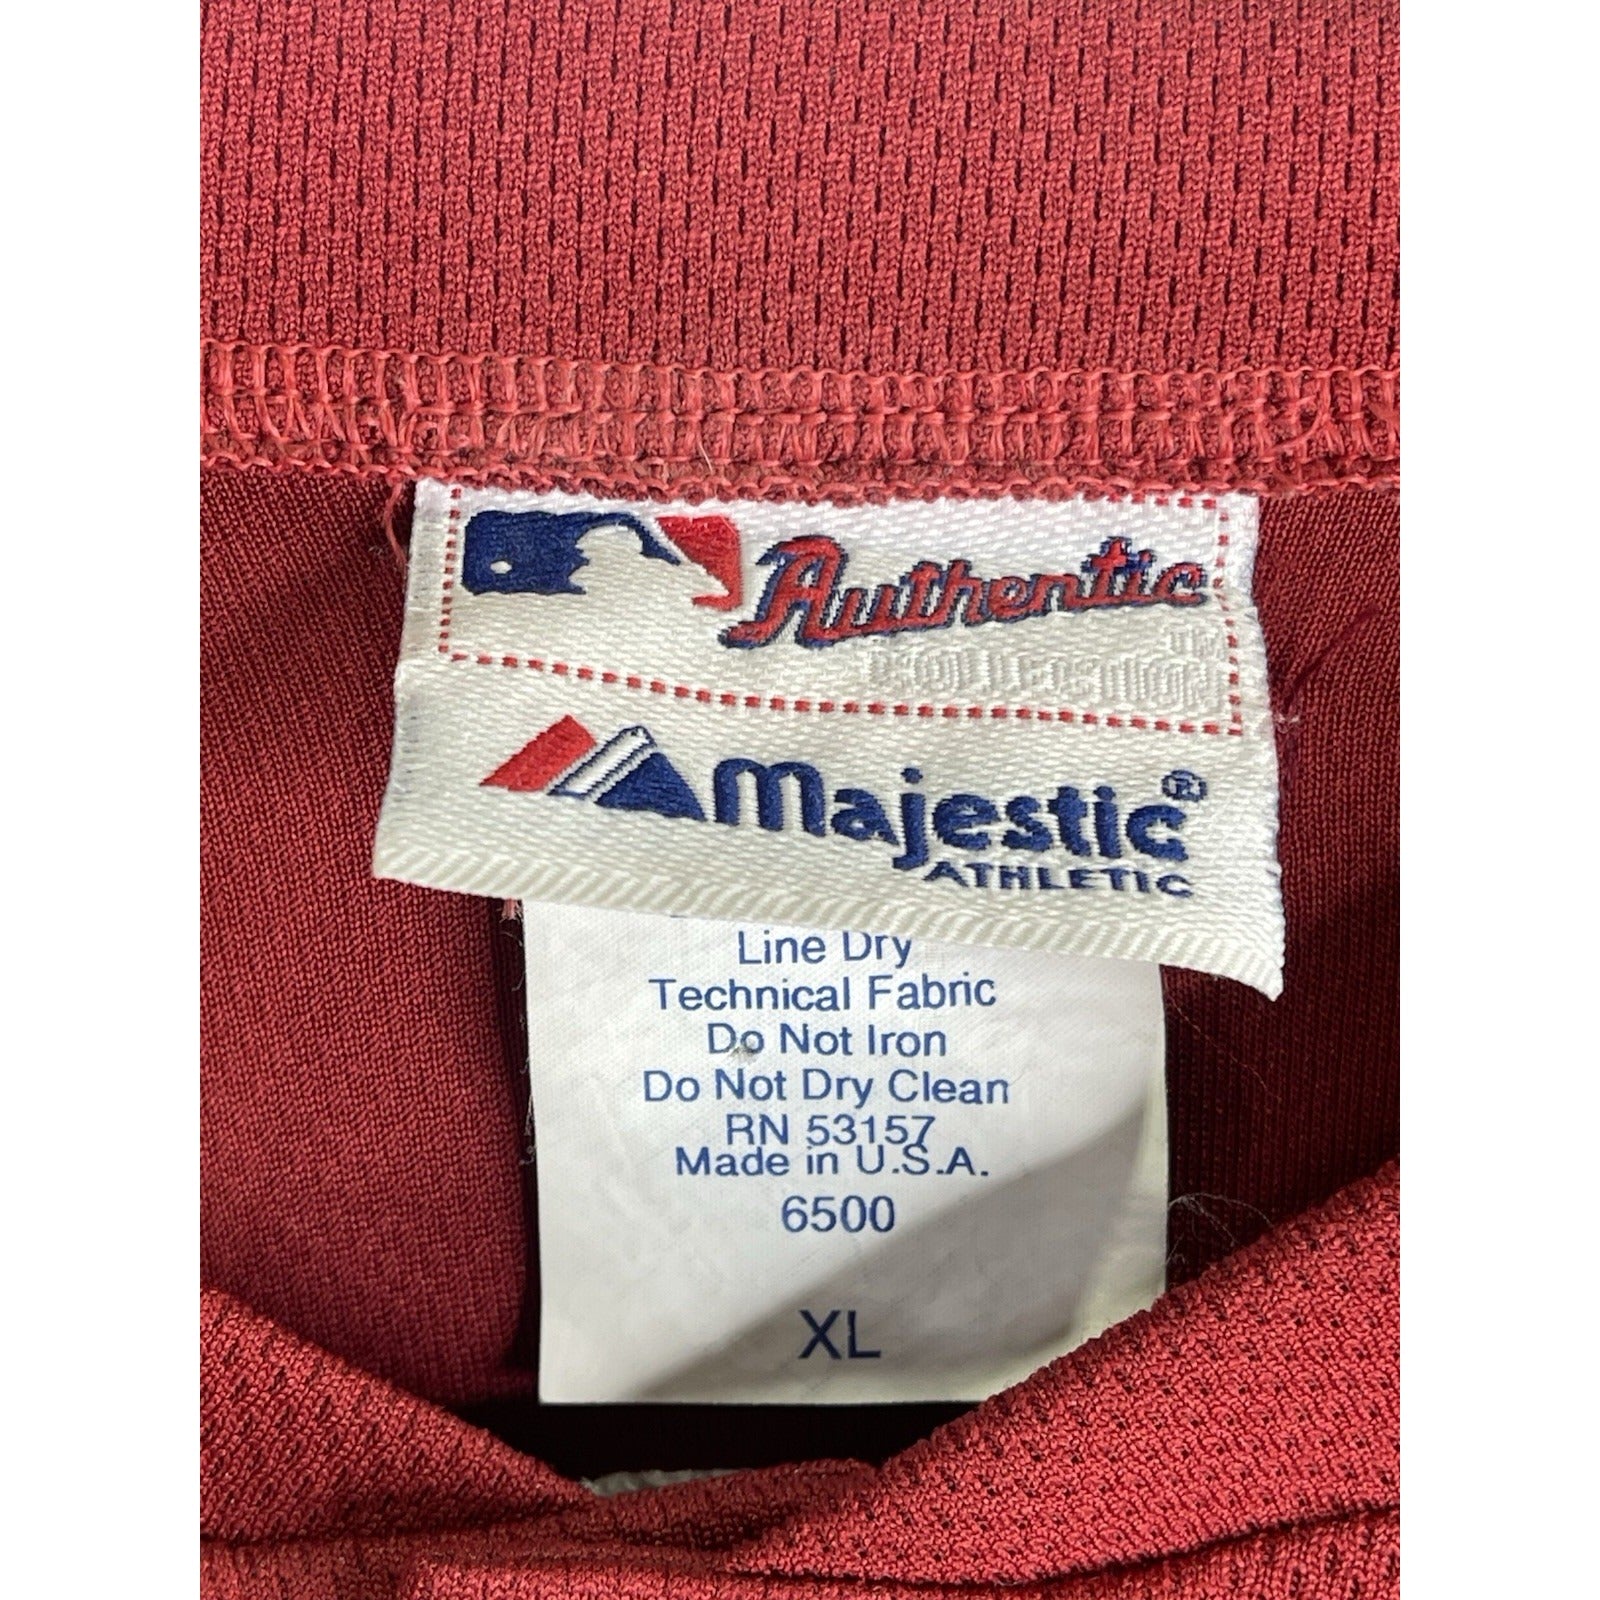 Authentic
COLLECTION TM
Majestic ®
ATHLETIC
Line Dry
Technical Fabric
Do Not Iron
Do Not Dry Clean
RN 53157
Made in U.S.A.
6500
XL